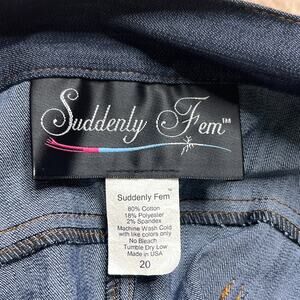 Suddenly Fem™
Suddenly Fem™
80% Cotton
18% Polyester
2% Spandex
Machine Wash Cold
with like colors only
No Bleach
Tumble Dry Low
Made in USA
20